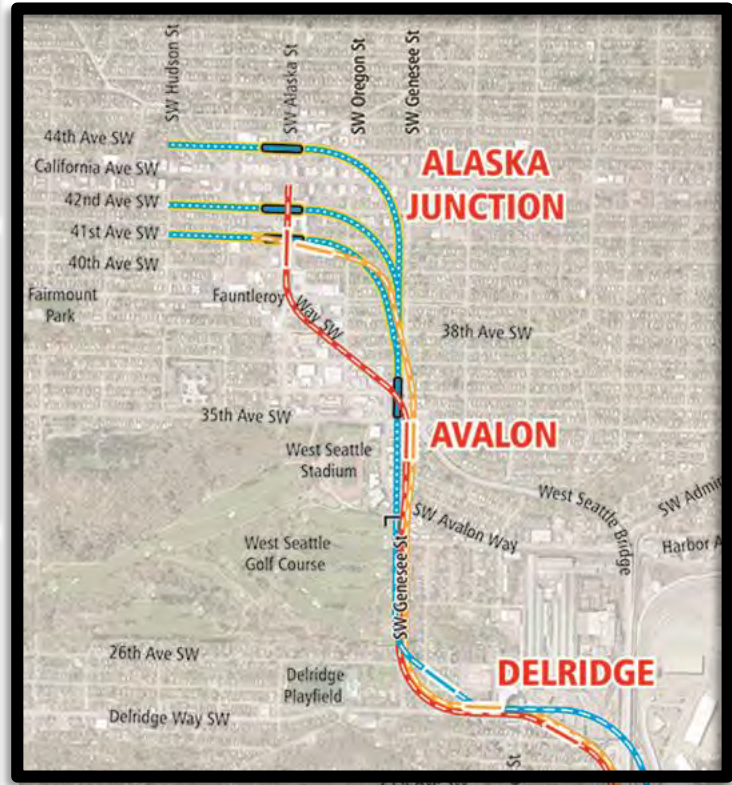 SW Hudson St
SW Alaska St
SW Oregon St
SW Genesee St
44th Ave SW
California Ave SW
42nd Ave SW
41st Ave SW
40th Ave SW
ALASKA
JUNCTION
Fairmount
Park
Fauntleroy
Way SW
38th Ave SW
35th Ave SW
AVALON
West Seattle
Stadium
West Seattle Bridge
SW Avalon Way
West Seattle
Golf Course
SW Genesee St
26th Ave SW
DELRIDGE
Delridge
Playfield
Delridge Way SW